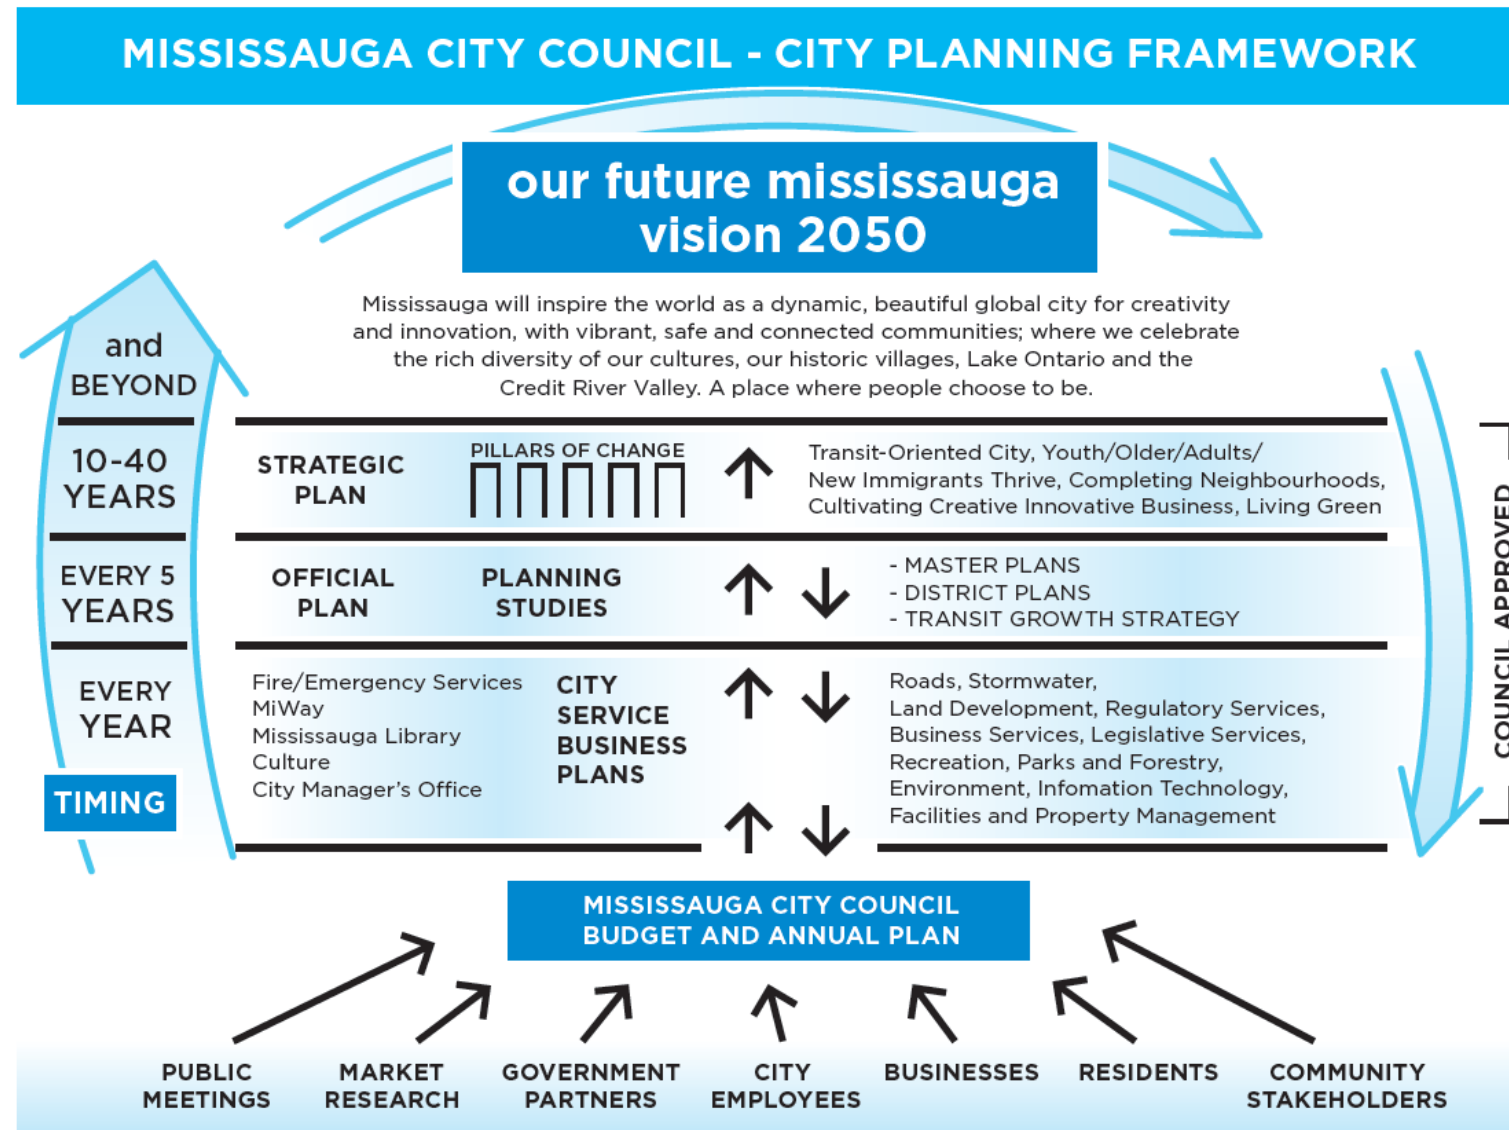 MISSISSAUGA CITY COUNCIL - CITY PLANNING FRAMEWORK
our future mississauga
vision 2050
Mississauga will inspire the world as a dynamic, beautiful global city for creativity
and innovation, with vibrant, safe and connected communities; where we celebrate
the rich diversity of our cultures, our historic villages, Lake Ontario and the
Credit River Valley. A place where people choose to be.
and
BEYOND
10-40
YEARS
STRATEGIC
PLAN
PILLARS OF CHANGE
Transit-Oriented City, Youth/Older/Adults/
New Immigrants Thrive, Completing Neighbourhoods,
Cultivating Creative Innovative Business, Living Green
EVERY 5
YEARS
OFFICIAL
PLAN
PLANNING
STUDIES
- MASTER PLANS
- DISTRICT PLANS
- TRANSIT GROWTH STRATEGY
EVERY
YEAR
Fire/Emergency Services
MiWay
Mississauga Library
Culture
City Manager's Office
CITY
SERVICE
BUSINESS
PLANS
Roads, Stormwater,
Land Development, Regulatory Services,
Business Services, Legislative Services,
Recreation, Parks and Forestry,
Environment, Infomation Technology,
Facilities and Property Management
TIMING
COUNCIL APPROVED
MISSISSAUGA CITY COUNCIL
BUDGET AND ANNUAL PLAN
PUBLIC
MEETINGS
MARKET
RESEARCH
GOVERNMENT
PARTNERS
CITY
EMPLOYEES
BUSINESSES
RESIDENTS
COMMUNITY
STAKEHOLDERS